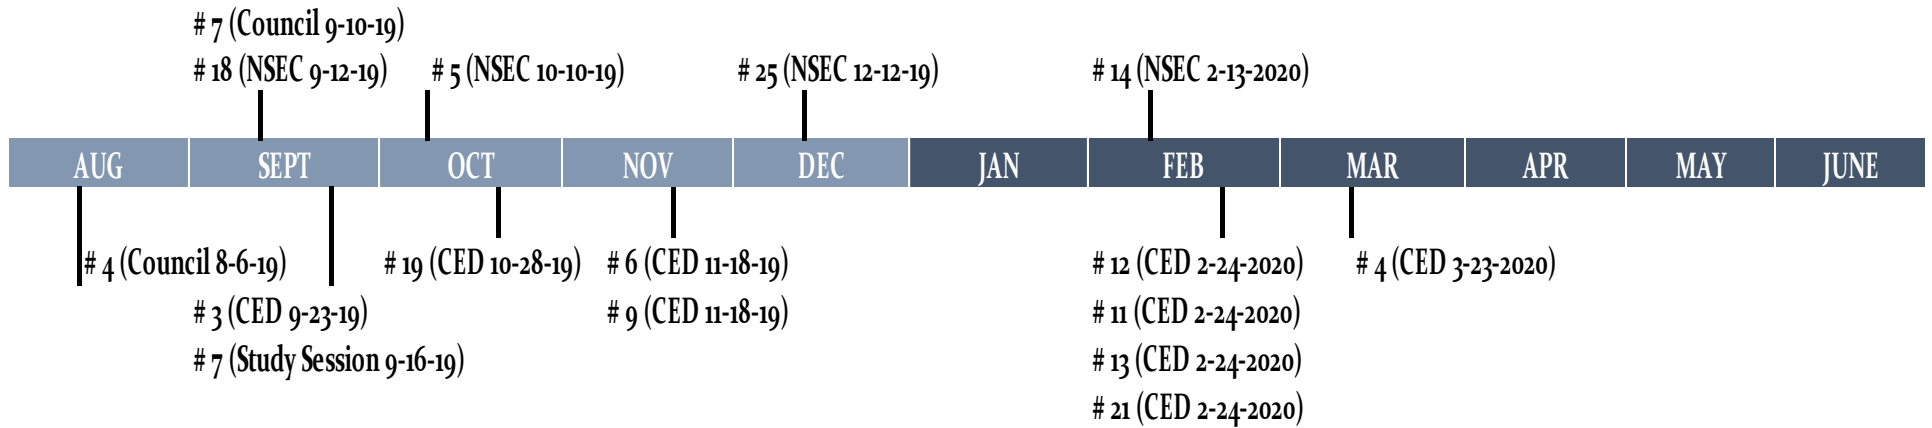 # 7 (Council 9-10-19)
# 18 (NSEC 9-12-19) # 5 (NSEC 10-10-19) # 25 (NSEC 12-12-19) # 14 (NSEC 2-13-2020)
AUG SEPT OCT NOV DEC JAN FEB MAR APR MAY JUNE
# 4 (Council 8-6-19) # 19 (CED 10-28-19) # 6 (CED 11-18-19) # 12 (CED 2-24-2020) # 4 (CED 3-23-2020)
# 3 (CED 9-23-19) # 9 (CED 11-18-19) # 11 (CED 2-24-2020)
# 7 (Study Session 9-16-19) # 13 (CED 2-24-2020)
# 21 (CED 2-24-2020)